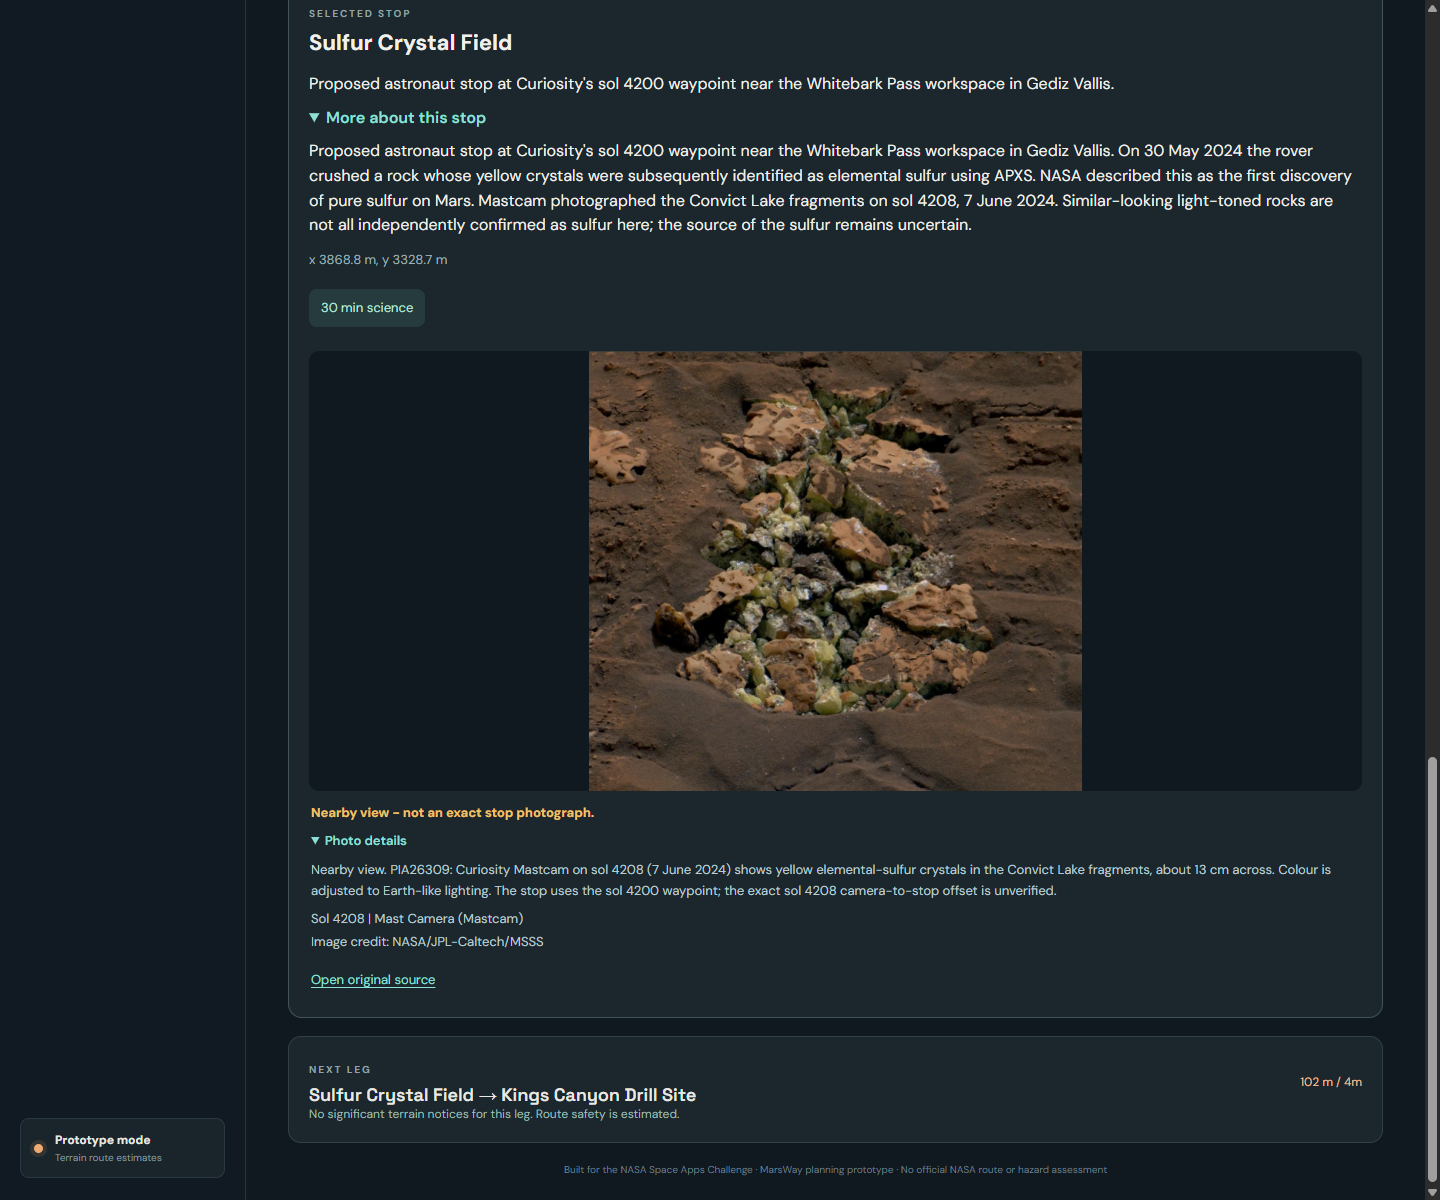 SELECTED STOP
Sulfur Crystal Field
Proposed astronaut stop at Curiosity's sol 4200 waypoint near the Whitebark Pass workspace in Gediz Vallis.
▼ More about this stop
Proposed astronaut stop at Curiosity's sol 4200 waypoint near the Whitebark Pass workspace in Gediz Vallis. On 30 May 2024 the rover
crushed a rock whose yellow crystals were subsequently identified as elemental sulfur using APXS. NASA described this as the first discovery
of pure sulfur on Mars. Mastcam photographed the Convict Lake fragments on sol 4208, 7 June 2024. Similar-looking light-toned rocks are
not all independently confirmed as sulfur here; the source of the sulfur remains uncertain.
x 3868.8 m, y 3328.7 m
30 min science
Nearby view - not an exact stop photograph.
▼ Photo details
Nearby view. PIA26309: Curiosity Mastcam on sol 4208 (7 June 2024) shows yellow elemental-sulfur crystals in the Convict Lake fragments, about 13 cm across. Colour is
adjusted to Earth-like lighting. The stop uses the sol 4200 waypoint; the exact sol 4208 camera-to-stop offset is unverified.
Sol 4208 | Mast Camera (Mastcam)
Image credit: NASA/JPL-Caltech/MSSS
Open original source
NEXT LEG
Sulfur Crystal Field → Kings Canyon Drill Site
102 m / 4m
No significant terrain notices for this leg. Route safety is estimated.
Prototype mode
Terrain route estimates
Built for the NASA Space Apps Challenge · MarsWay planning prototype · No official NASA route or hazard assessment